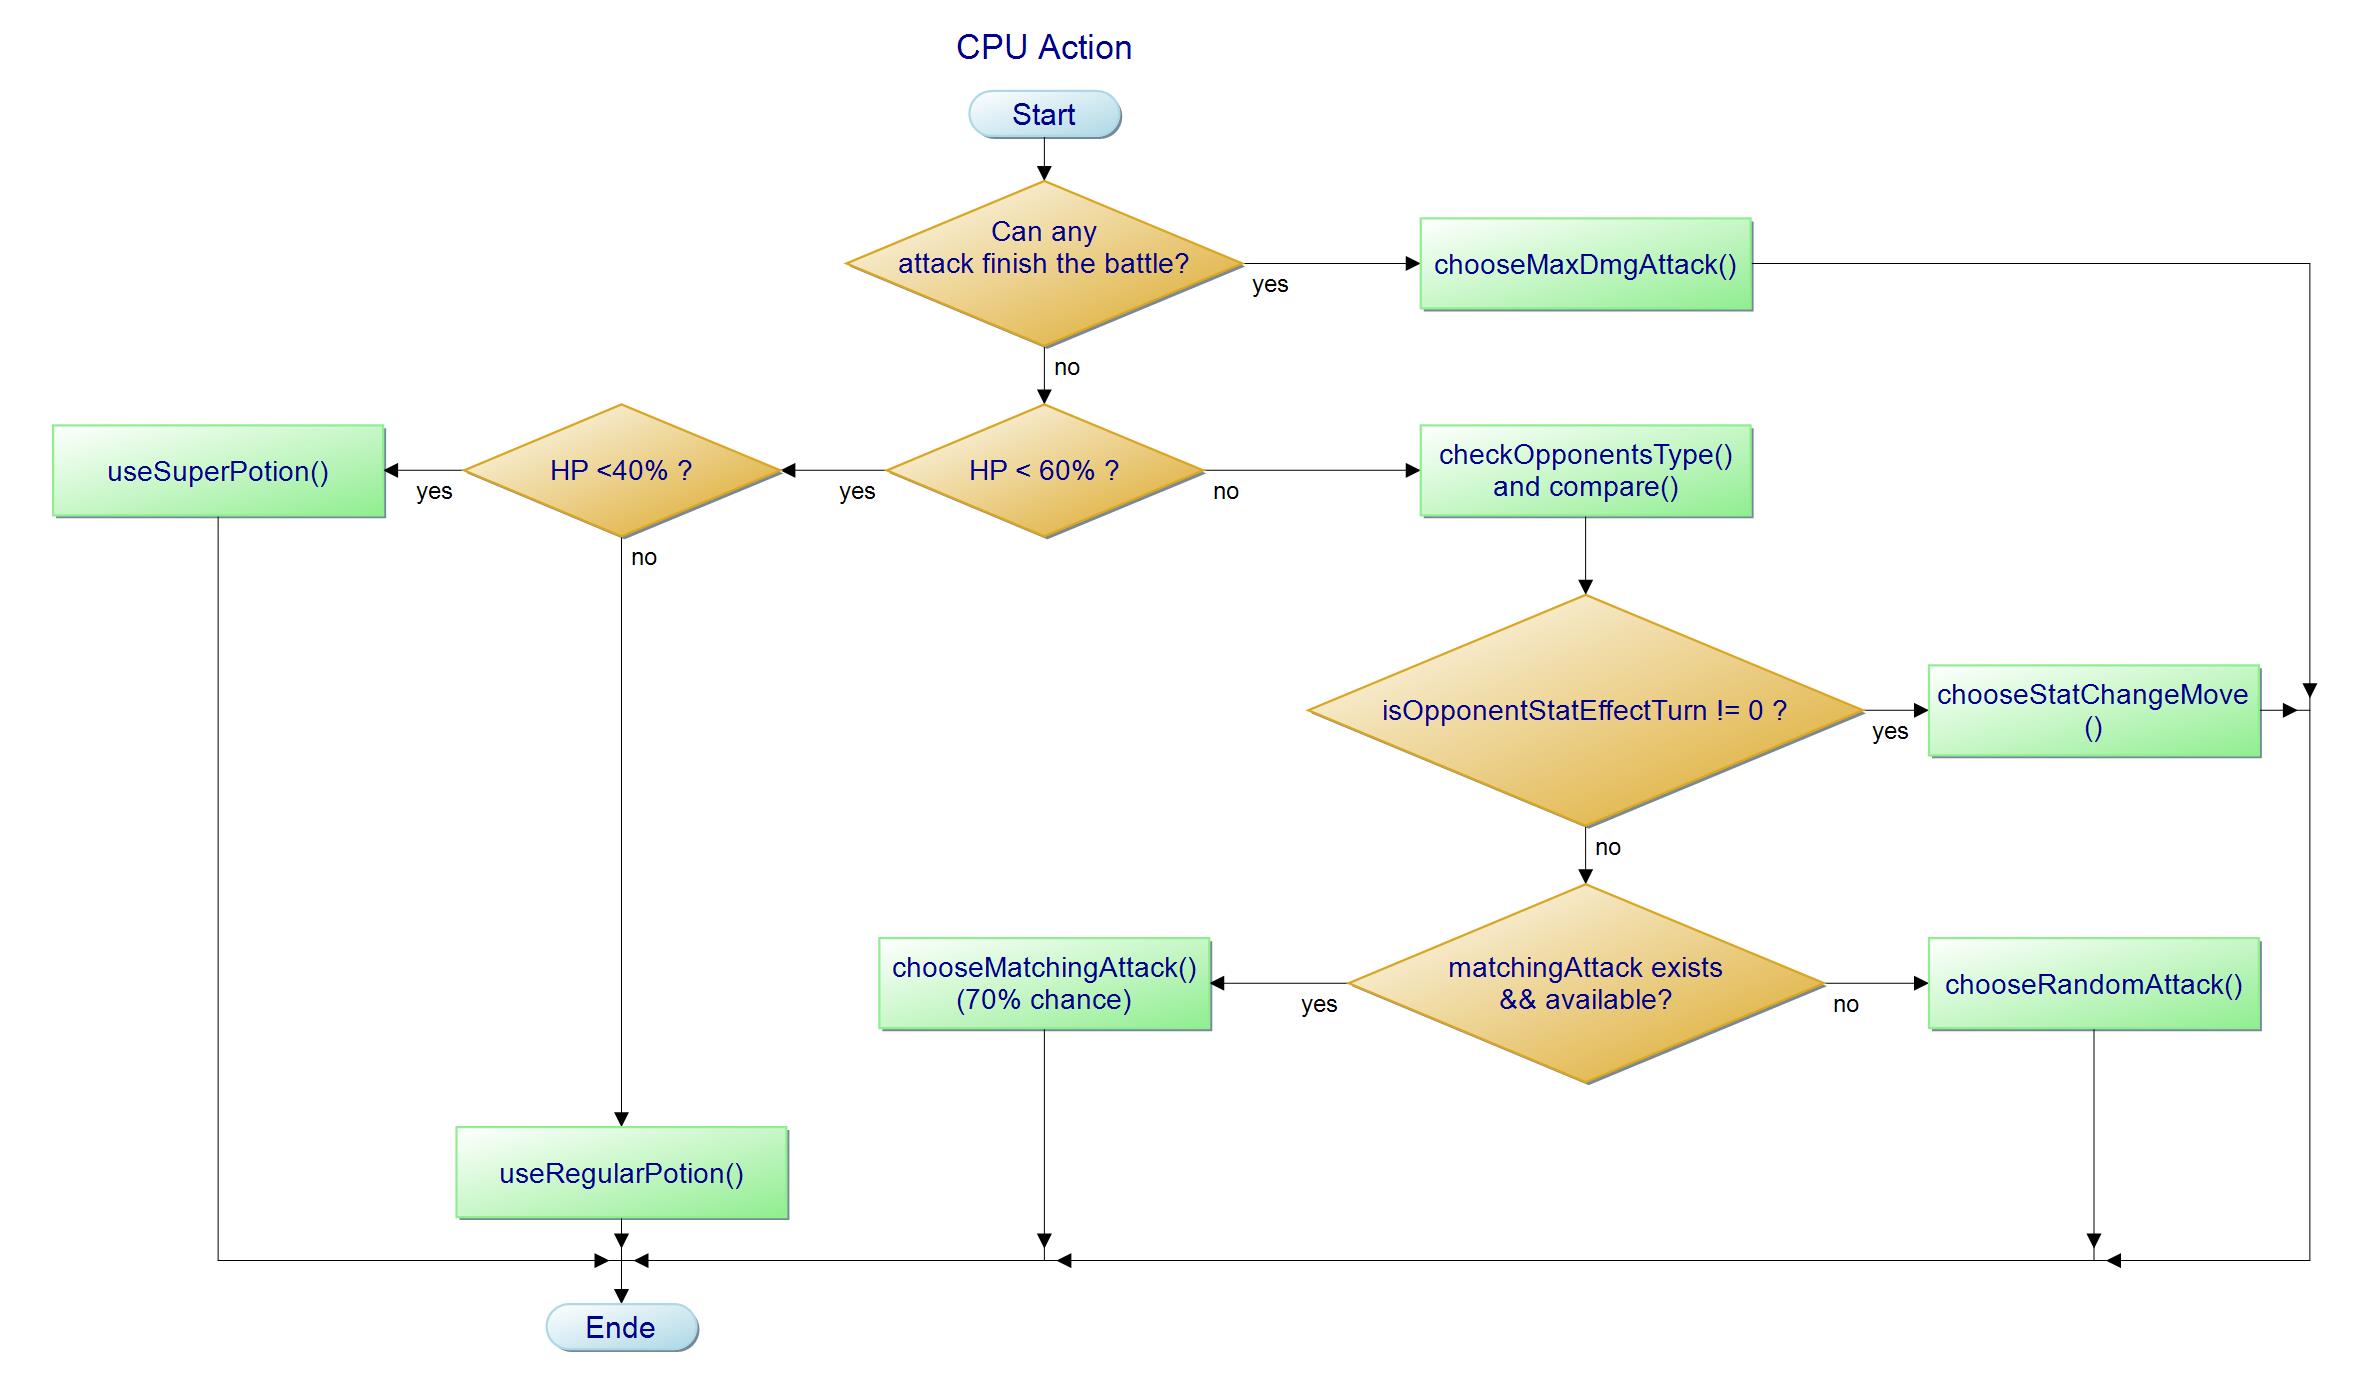 CPU Action
Start
Can any
attack finish the battle?
yes
chooseMaxDmgAttack()
no
useSuperPotion()
yes
HP <40% ?
yes
HP < 60% ?
no
checkOpponentsType()
and compare()
no
isOpponentStatEffectTurn != 0 ?
yes
chooseStatChangeMove
()
no
chooseMatchingAttack()
(70% chance)
yes
matchingAttack exists
&& available?
no
chooseRandomAttack()
useRegularPotion()
Ende